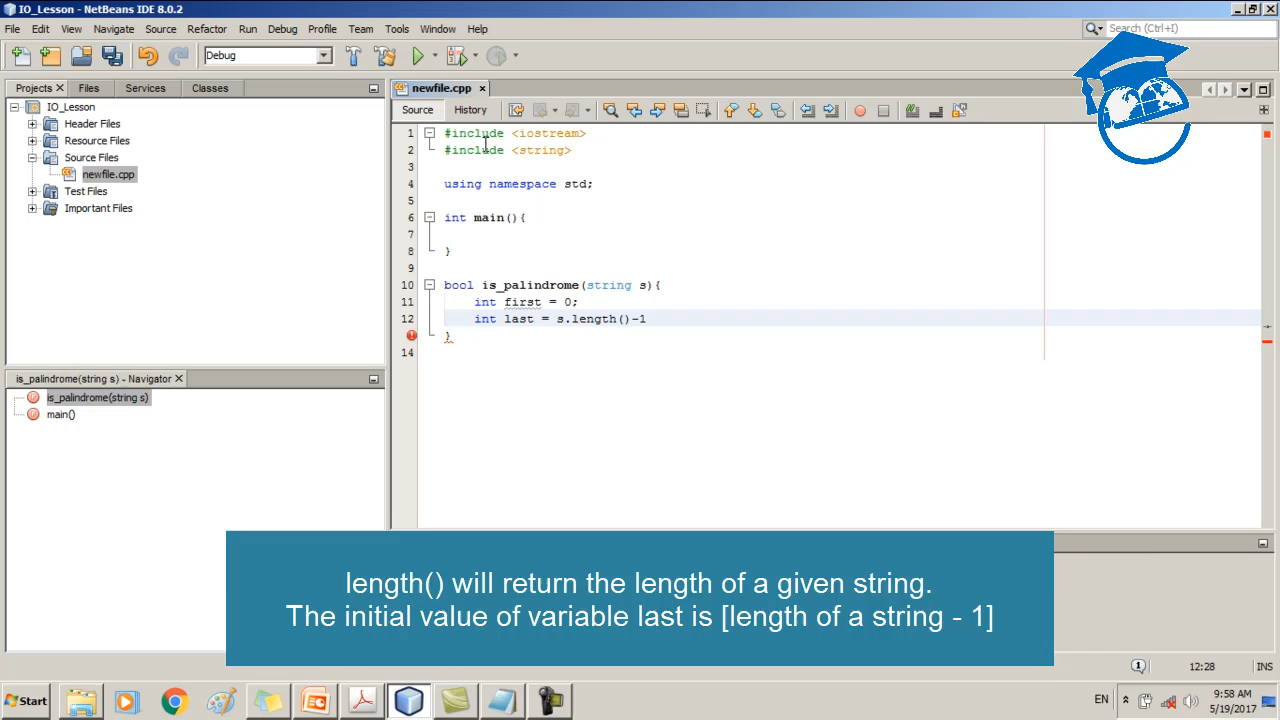 IO_Lesson - NetBeans IDE 8.0.2
File Edit View Navigate Source Refactor Run Debug Profile Team Tools Window Help
Search (Ctrl+I)
Debug
Projects Files Services Classes
newfile.cpp
IO_Lesson
Header Files
Resource Files
Source Files
newfile.cpp
Test Files
Important Files
Source History
1 #include <iostream>
2 #include <string>
3
4 using namespace std;
5
6 int main(){
7
8 }
9
10 bool is_palindrome(string s){
11 int first = 0;
12 int last = s.length()-1
}
14
is_palindrome(string s) - Navigator
is_palindrome(string s)
main()
length() will return the length of a given string.
The initial value of variable last is [length of a string - 1]
1 12:28 INS
Start
EN
9:58 AM
5/19/2017